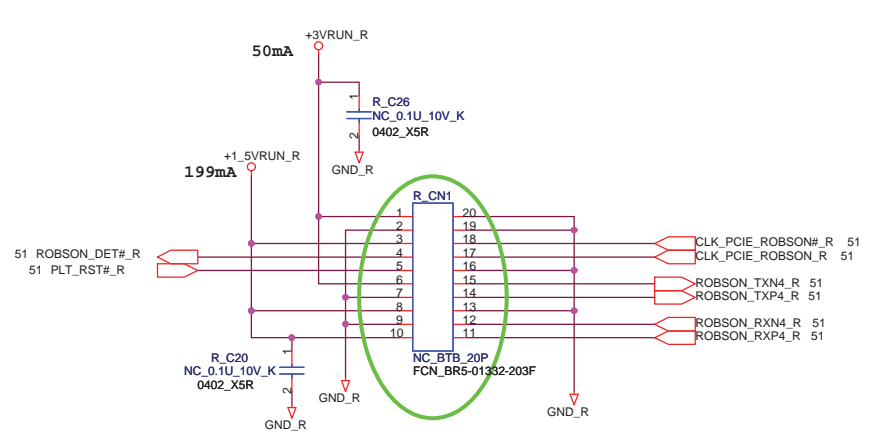 +3VRUN_R
50mA
1
R_C26
NC_0.1U_10V_K
0402_X5R
2
GND_R
+1_5VRUN_R
199mA
R_CN1
1 20
2 19
3 18 CLK_PCIE_ROBSON#_R 51
51 ROBSON_DET#_R 4 17 CLK_PCIE_ROBSON_R 51
51 PLT_RST#_R 5 16
6 15 ROBSON_TXN4_R 51
7 14 ROBSON_TXP4_R 51
8 13
9 12 ROBSON_RXN4_R 51
10 11 ROBSON_RXP4_R 51
NC_BTB_20P
FCN_BR5-01332-203F
1
R_C20
NC_0.1U_10V_K
0402_X5R
2
GND_R
GND_R
GND_R